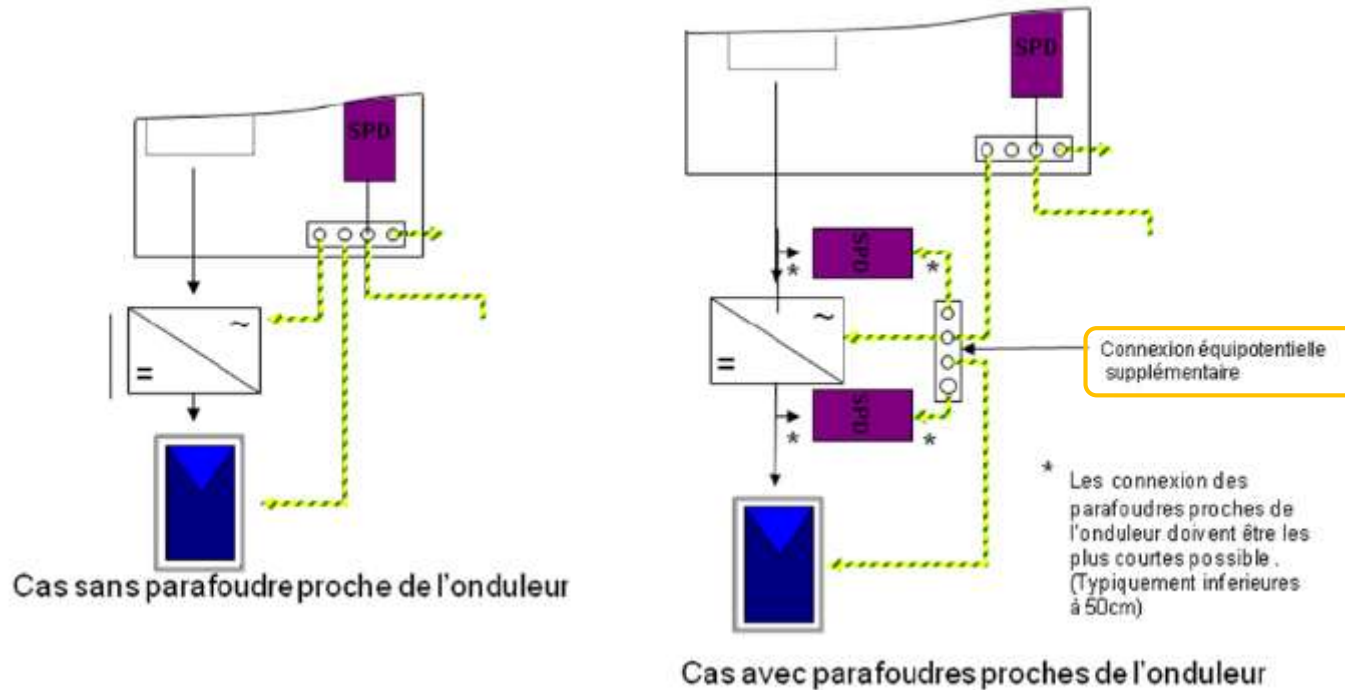 SPD
~
=
Cas sans parafoudre proche de l'onduleur
SPD
*
SPD
*
~
=
*
SPD
*
Connexion équipotentielle
supplémentaire
* Les connexion des
parafoudres proches de
l'onduleur doivent être les
plus courtes possible .
(Typiquement inferieures
à 50cm)
Cas avec parafoudres proches de l'onduleur